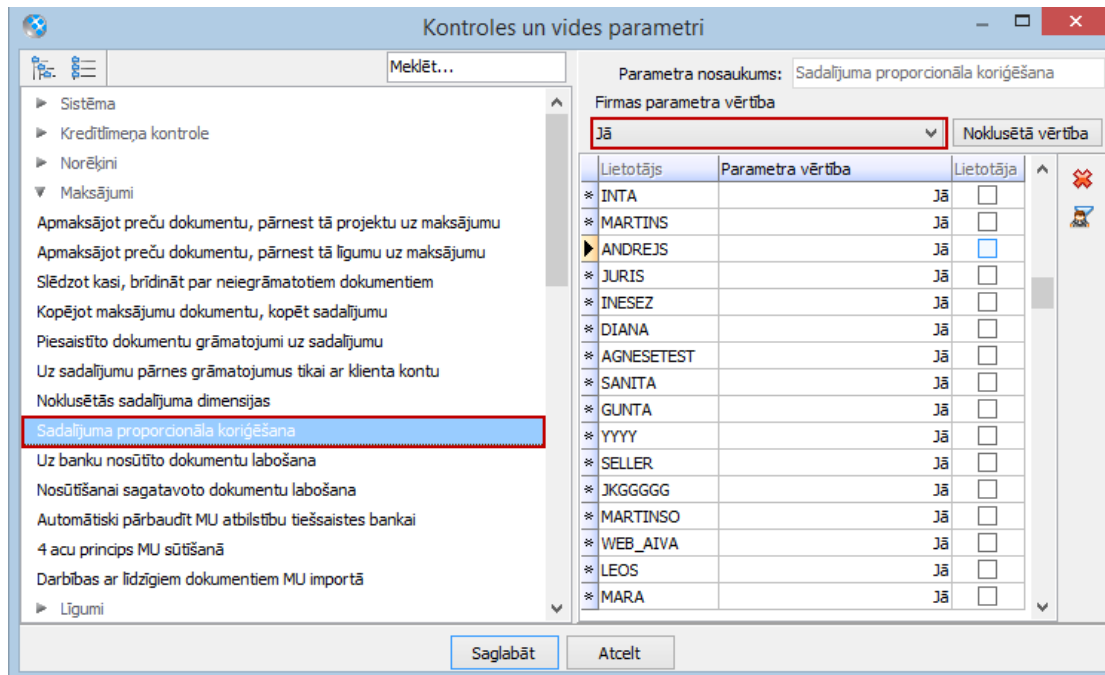 Kontroles un vides parametri
Meklēt...
Sistēma
Kredītlīmeņa kontrole
Norēķini
Maksājumi
Apmaksājot preču dokumentu, pārnest tā projektu uz maksājumu
Apmaksājot preču dokumentu, pārnest tā līgumu uz maksājumu
Slēdzot kasi, brīdināt par neiegrāmatotiem dokumentiem
Kopējot maksājumu dokumentu, kopēt sadalījumu
Piesaistīto dokumentu grāmatojumi uz sadalījumu
Uz sadalījumu pārnes grāmatojumus tikai ar klienta kontu
Noklusētās sadalījuma dimensijas
Sadalījuma proporcionāla koriģēšana
Uz banku nosūtīto dokumentu labošana
Nosūtīšanai sagatavoto dokumentu labošana
Automātiski pārbaudīt MU atbilstību tiešsaistes bankai
4 acu princips MU sūtīšanā
Darbības ar līdzīgiem dokumentiem MU importā
Līgumi
Parametra nosaukums: Sadalījuma proporcionāla koriģēšana
Firmas parametra vērtība
Jā Noklusētā vērtība
Lietotājs Parametra vērtība Lietotāja
INTA Jā
MARTINS Jā
ANDREJS Jā
JURIS Jā
INESEZ Jā
DIANA Jā
AGNESETEST Jā
SANITA Jā
GUNTA Jā
YYYY Jā
SELLER Jā
JKGGGGG Jā
MARTINSO Jā
WEB_AIVA Jā
LEOS Jā
MARA Jā
Saglabāt Atcelt